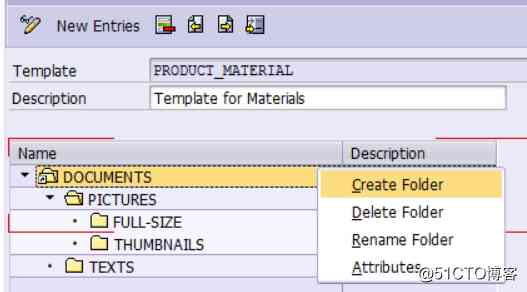 New Entries
Template PRODUCT_MATERIAL
Description Template for Materials
Name Description
DOCUMENTS
Create Folder
PICTURES
Delete Folder
FULL-SIZE
Rename Folder
THUMBNAILS
Attributes
TEXTS
@51CTO博客